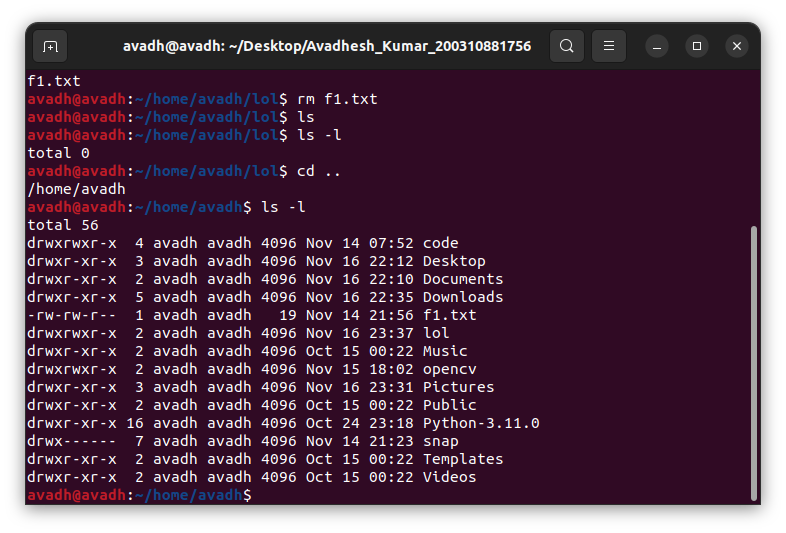 avadh@avadh: ~/Desktop/Avadhesh_Kumar_200310881756
f1.txt
avadh@avadh:~/home/avadh/lol$ rm f1.txt
avadh@avadh:~/home/avadh/lol$ ls
avadh@avadh:~/home/avadh/lol$ ls -l
total 0
avadh@avadh:~/home/avadh/lol$ cd ..
/home/avadh
avadh@avadh:~/home/avadh$ ls -l
total 56
drwxrwxr-x  4 avadh avadh 4096 Nov 14 07:52 code
drwxr-xr-x  3 avadh avadh 4096 Nov 16 22:12 Desktop
drwxr-xr-x  2 avadh avadh 4096 Nov 16 22:10 Documents
drwxr-xr-x  5 avadh avadh 4096 Nov 16 22:35 Downloads
-rw-rw-r--  1 avadh avadh   19 Nov 14 21:56 f1.txt
drwxrwxr-x  2 avadh avadh 4096 Nov 16 23:37 lol
drwxr-xr-x  2 avadh avadh 4096 Oct 15 00:22 Music
drwxrwxr-x  2 avadh avadh 4096 Nov 15 18:02 opencv
drwxr-xr-x  3 avadh avadh 4096 Nov 16 23:31 Pictures
drwxr-xr-x  2 avadh avadh 4096 Oct 15 00:22 Public
drwxr-xr-x 16 avadh avadh 4096 Oct 24 23:18 Python-3.11.0
drwx------  7 avadh avadh 4096 Nov 14 21:23 snap
drwxr-xr-x  2 avadh avadh 4096 Oct 15 00:22 Templates
drwxr-xr-x  2 avadh avadh 4096 Oct 15 00:22 Videos
avadh@avadh:~/home/avadh$